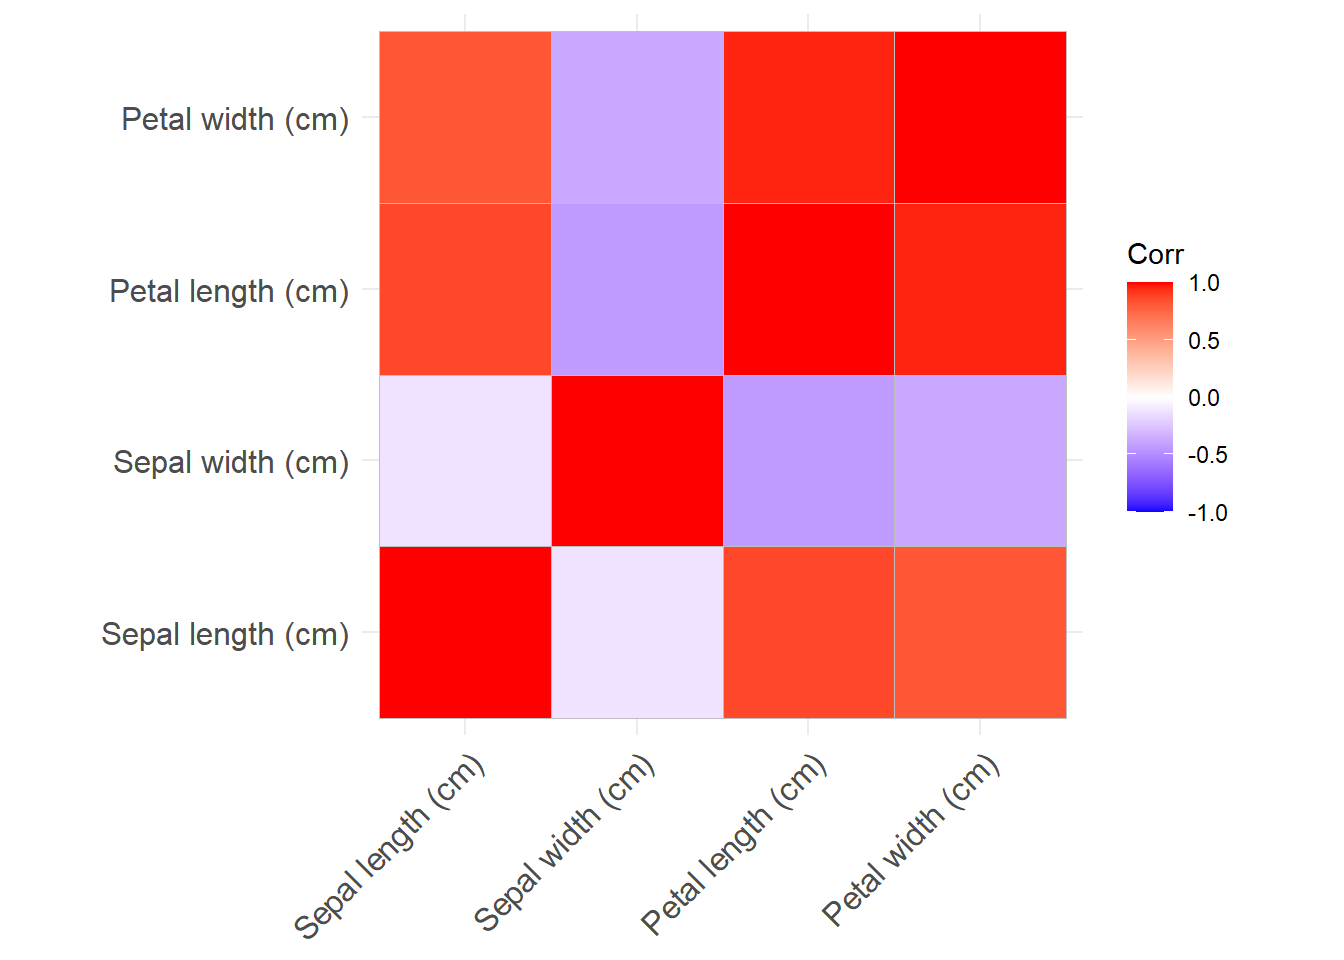 Petal width (cm)
Petal length (cm)
Sepal width (cm)
Sepal length (cm)
Sepal length (cm)
Sepal width (cm)
Petal length (cm)
Petal width (cm)
Corr
1.0
0.5
0.0
-0.5
-1.0